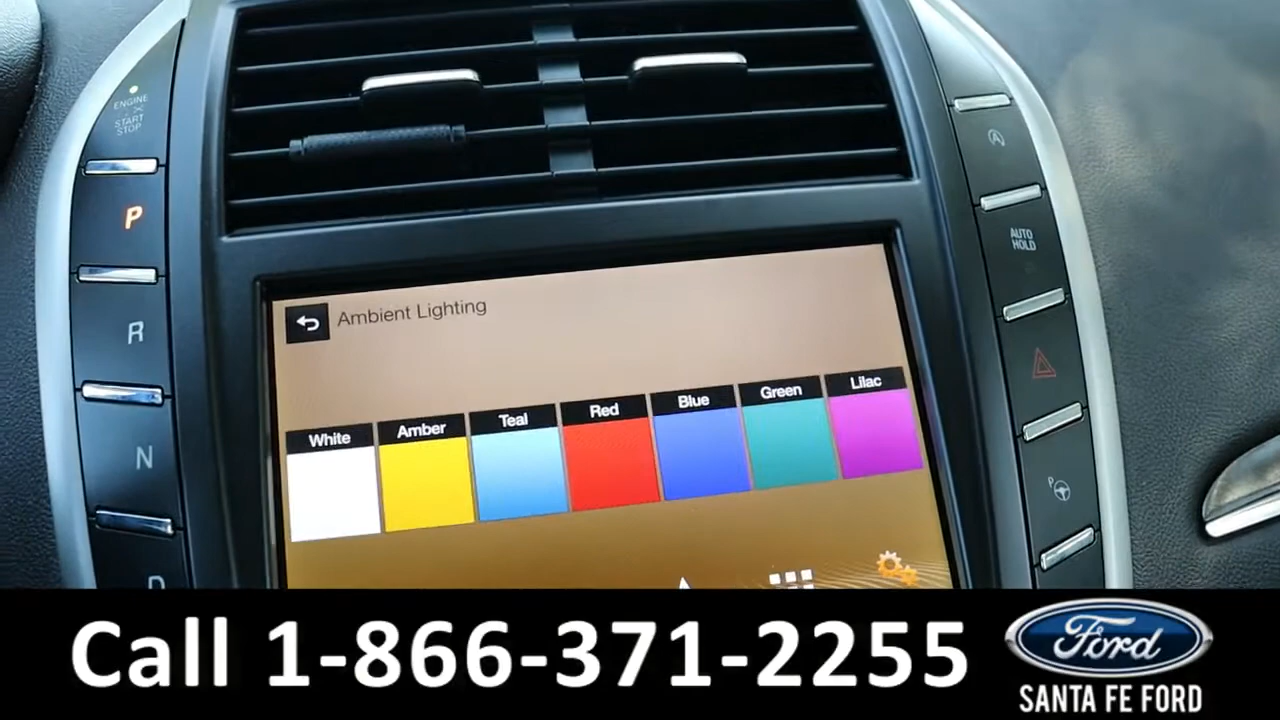 ENGINE
START
STOP
P
R
N
D
A
AUTO
HOLD
P
Ambient Lighting
White
Amber
Teal
Red
Blue
Green
Lilac
Call 1-866-371-2255
Ford
SANTA FE FORD